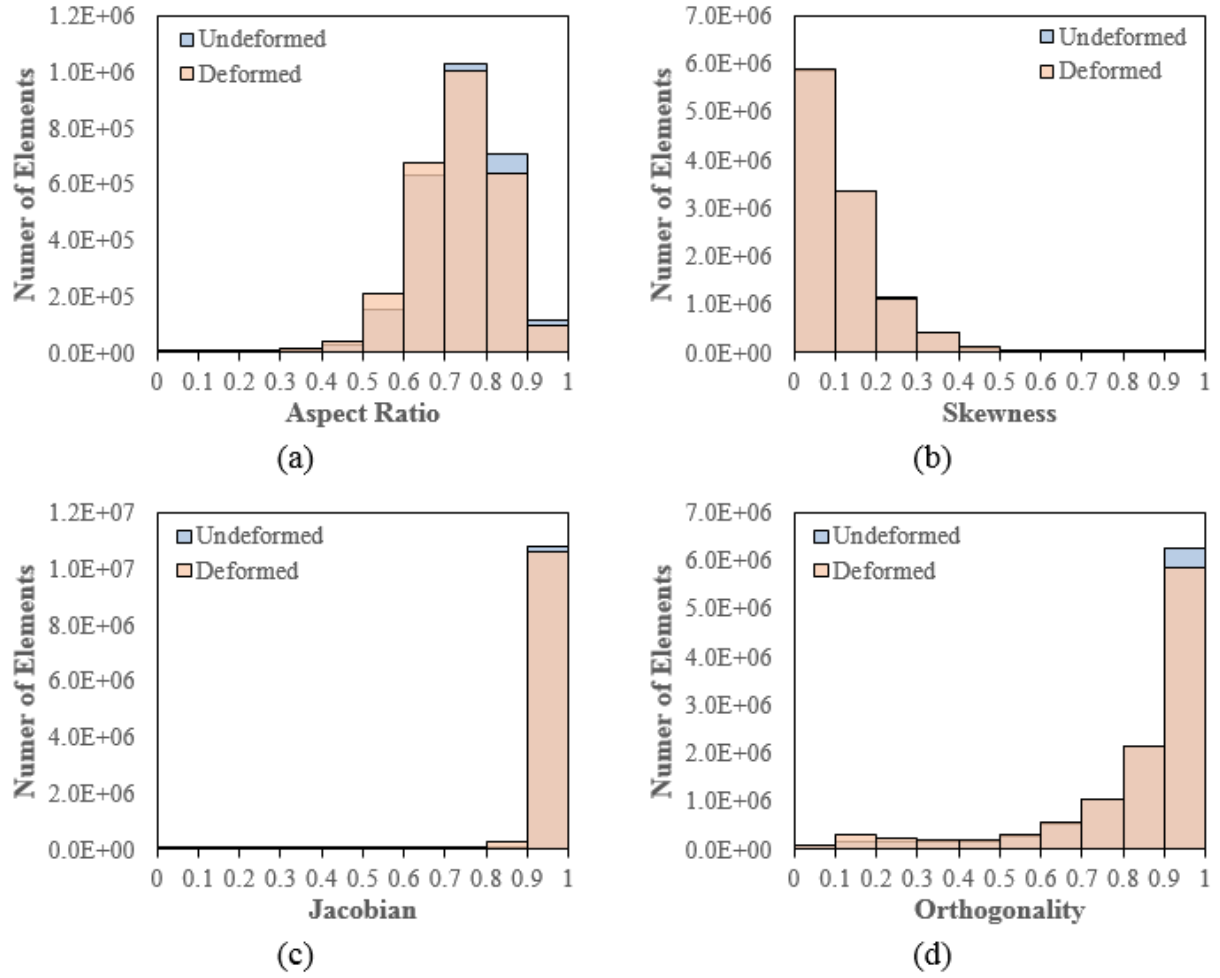 1.2E+06
1.0E+06
8.0E+05
6.0E+05
4.0E+05
2.0E+05
0.0E+00
Numer of Elements
Undeformed
Deformed
0 0.1 0.2 0.3 0.4 0.5 0.6 0.7 0.8 0.9 1
Aspect Ratio
(a)
7.0E+06
6.0E+06
5.0E+06
4.0E+06
3.0E+06
2.0E+06
1.0E+06
0.0E+00
Numer of Elements
Undeformed
Deformed
0 0.1 0.2 0.3 0.4 0.5 0.6 0.7 0.8 0.9 1
Skewness
(b)
1.2E+07
1.0E+07
8.0E+06
6.0E+06
4.0E+06
2.0E+06
0.0E+00
Numer of Elements
Undeformed
Deformed
0 0.1 0.2 0.3 0.4 0.5 0.6 0.7 0.8 0.9 1
Jacobian
(c)
7.0E+06
6.0E+06
5.0E+06
4.0E+06
3.0E+06
2.0E+06
1.0E+06
0.0E+00
Numer of Elements
Undeformed
Deformed
0 0.1 0.2 0.3 0.4 0.5 0.6 0.7 0.8 0.9 1
Orthogonality
(d)